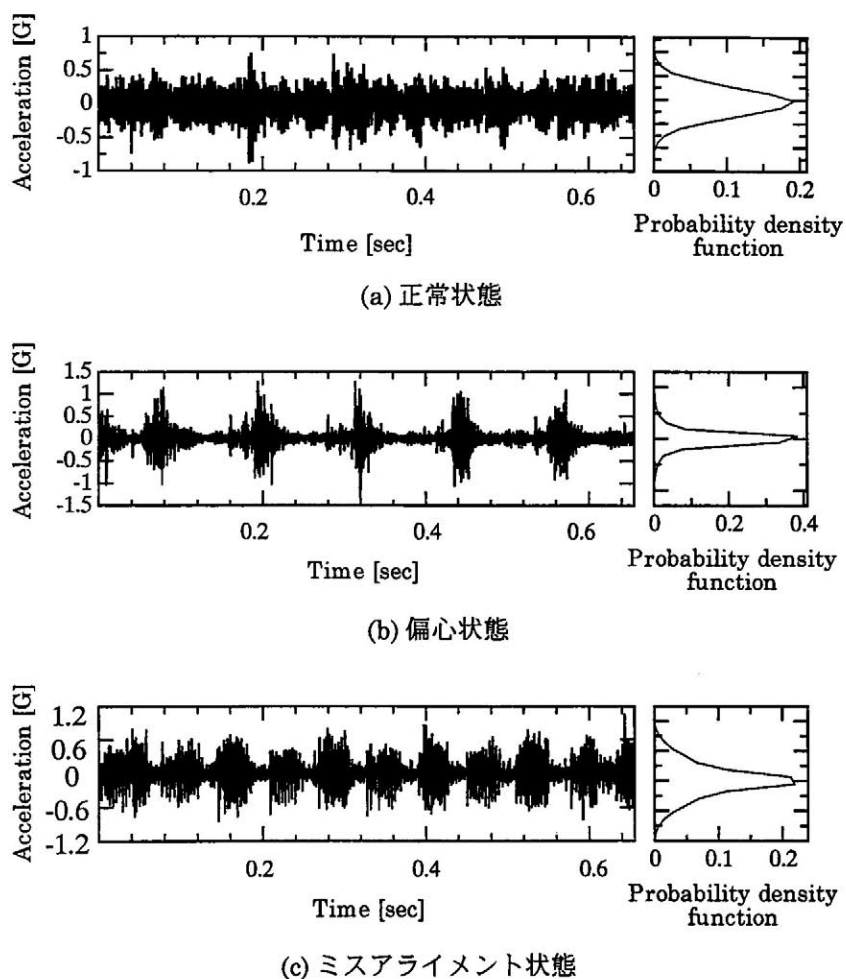 Acceleration [G]
1
0.5
0
-0.5
-1
0.2
0.4
0.6
Time [sec]
0
0.1
0.2
Probability density
function
(a) 正常状態
Acceleration [G]
1.5
1
0.5
0
-0.5
-1
-1.5
0.2
0.4
0.6
Time [sec]
0
0.2
0.4
Probability density
function
(b) 偏心状態
Acceleration [G]
1.2
0.6
0
-0.6
-1.2
0.2
0.4
0.6
Time [sec]
0
0.1
0.2
Probability density
function
(c) ミスアライメント状態